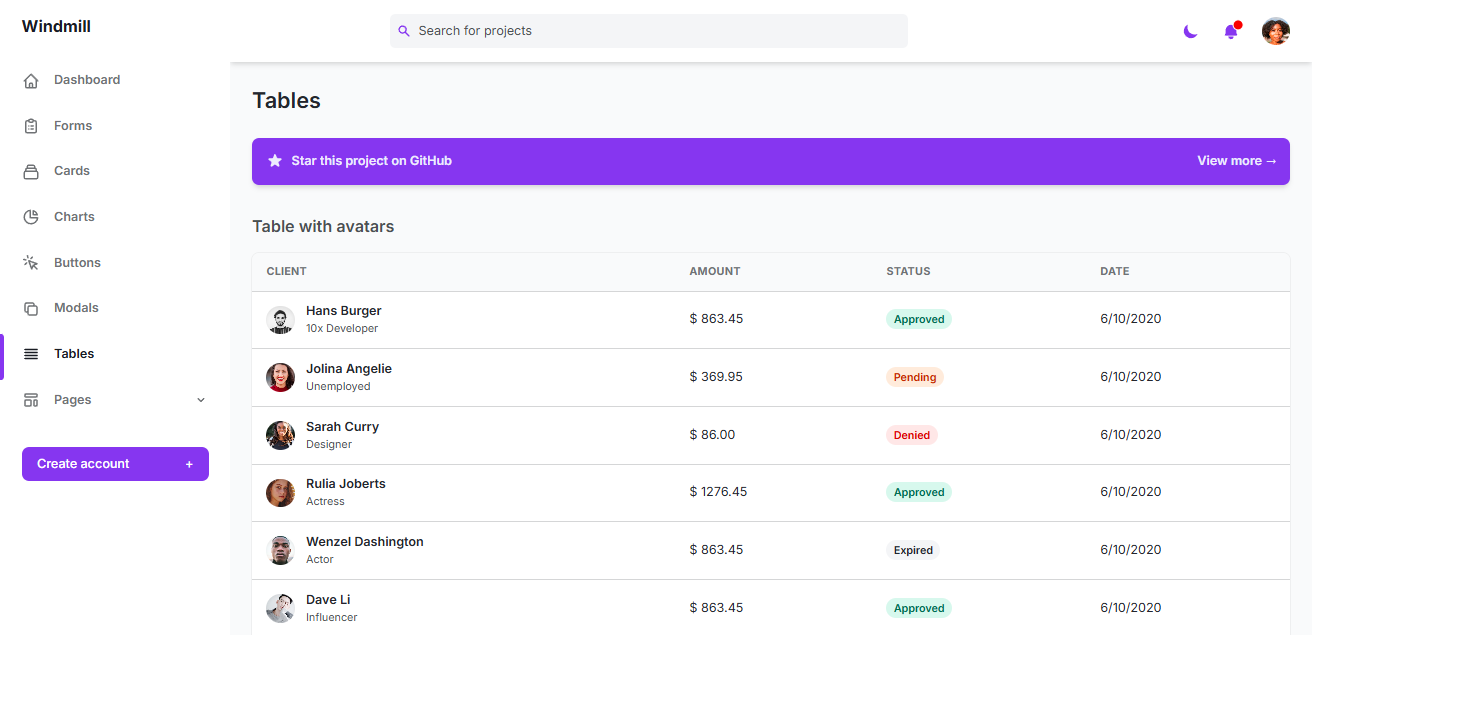 Windmill
Search for projects
Dashboard
Forms
Cards
Charts
Buttons
Modals
Tables
Pages
Create account +
Tables
Star this project on GitHub View more →
Table with avatars
CLIENT AMOUNT STATUS DATE
Hans Burger
10x Developer
$ 863.45 Approved 6/10/2020
Jolina Angelie
Unemployed
$ 369.95 Pending 6/10/2020
Sarah Curry
Designer
$ 86.00 Denied 6/10/2020
Rulia Joberts
Actress
$ 1276.45 Approved 6/10/2020
Wenzel Dashington
Actor
$ 863.45 Expired 6/10/2020
Dave Li
Influencer
$ 863.45 Approved 6/10/2020